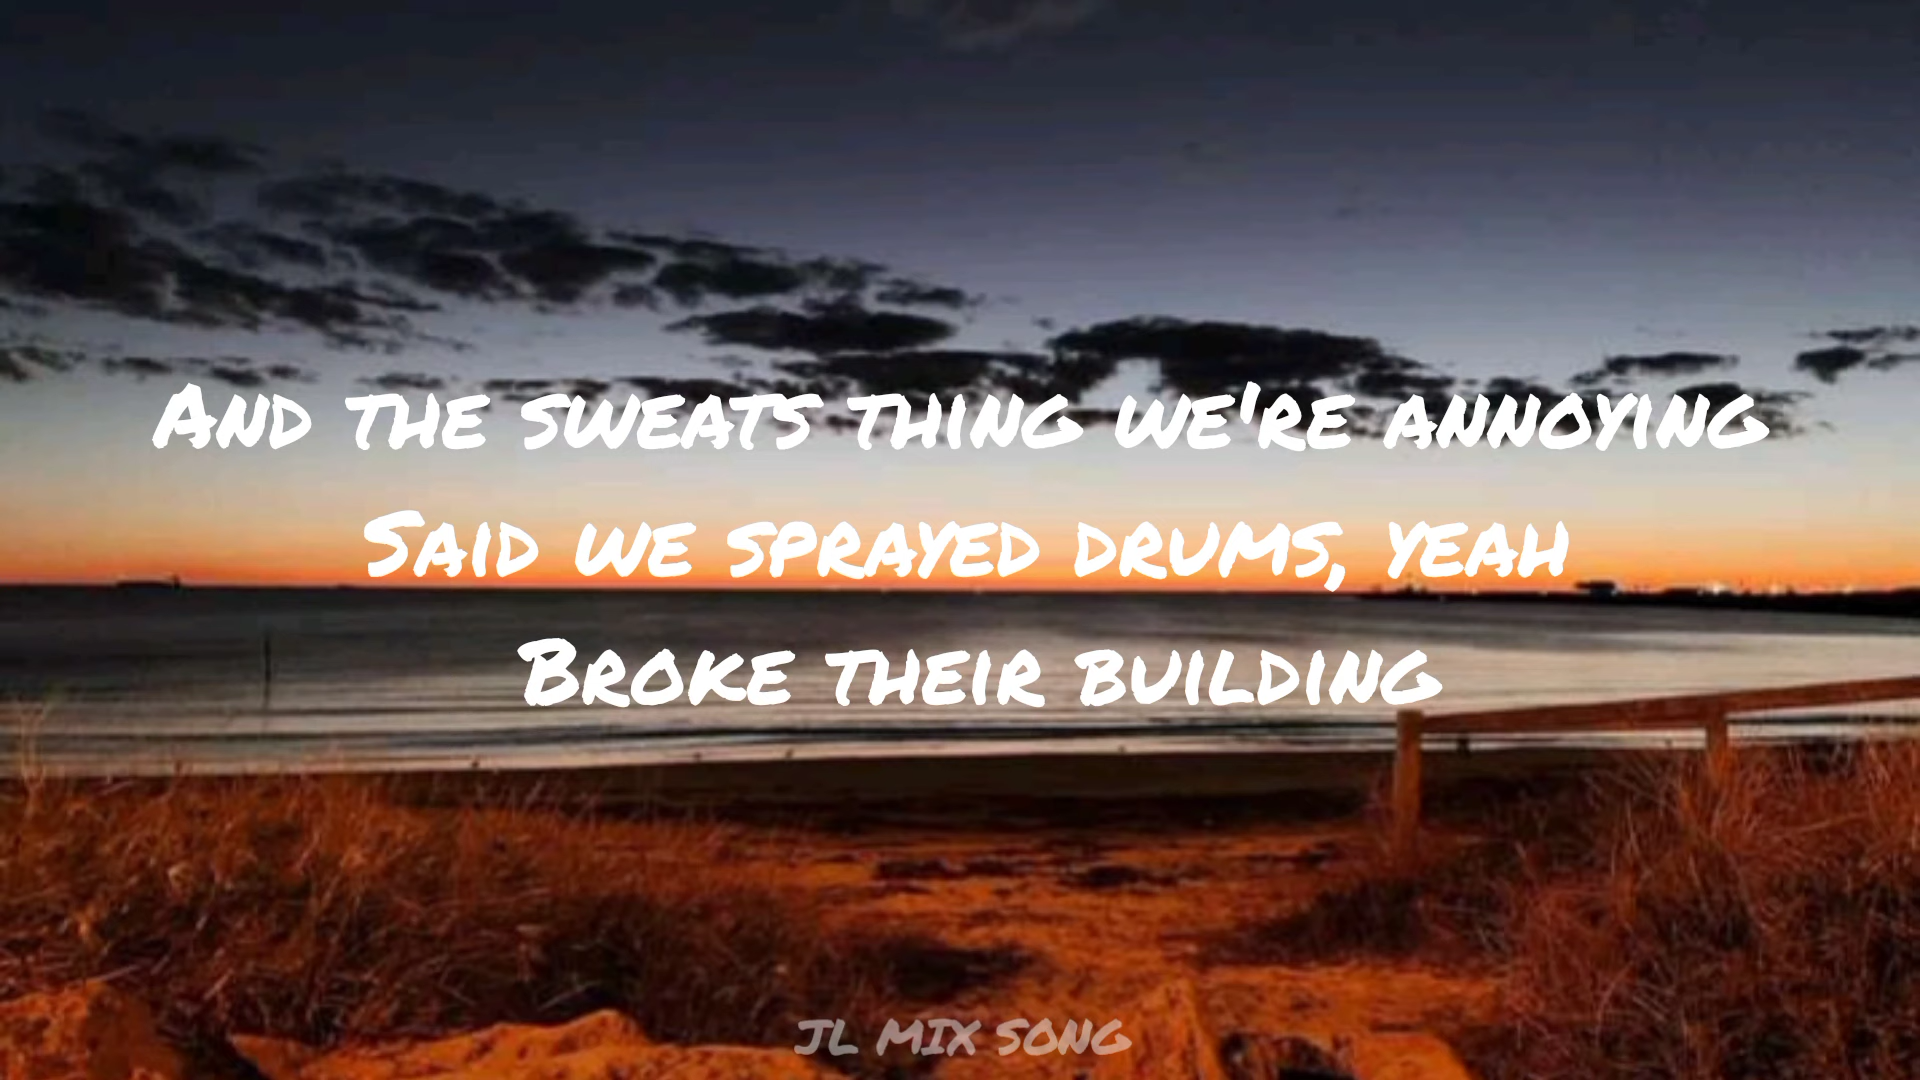 And the sweats thing we're annoying
Said we sprayed drums, yeah
Broke their building
JL MIX SONG